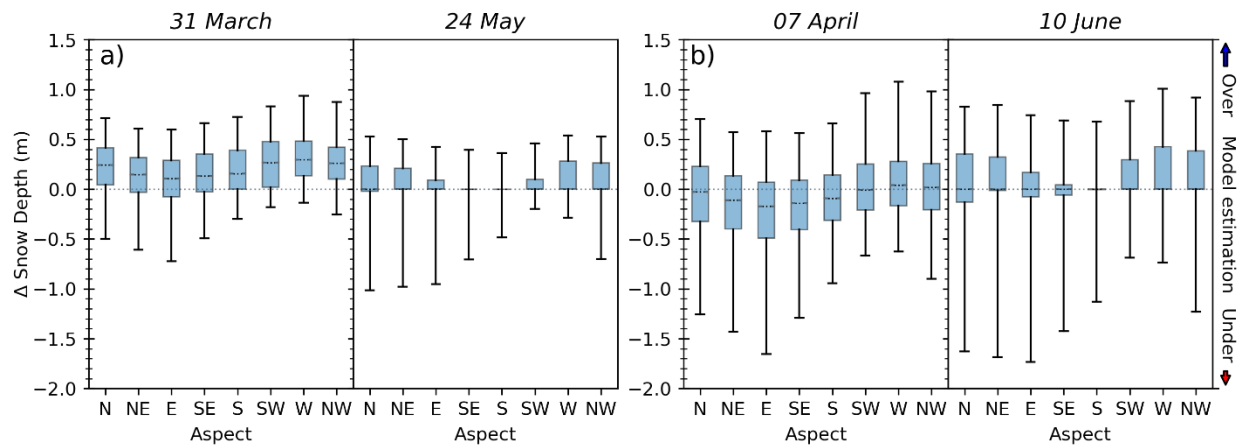 31 March 24 May 07 April 10 June
a) b)
1.5
1.0
0.5
0.0
−0.5
−1.0
−1.5
−2.0
Δ Snow Depth (m)
N NE E SE S SW W NW N NE E SE S SW W NW
Aspect Aspect
1.5
1.0
0.5
0.0
−0.5
−1.0
−1.5
−2.0
N NE E SE S SW W NW N NE E SE S SW W NW
Aspect Aspect
Over Model estimation Under